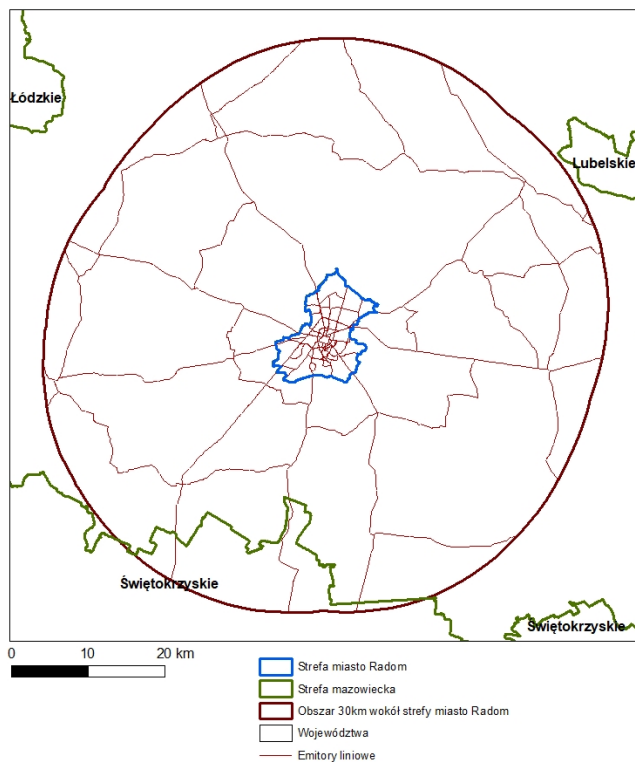 Łódzkie
Lubelskie
Świętokrzyskie
Świętokrzyskie
0 10 20 km
Strefa miasto Radom
Strefa mazowiecka
Obszar 30km wokół strefy miasto Radom
Województwa
Emitory liniowe